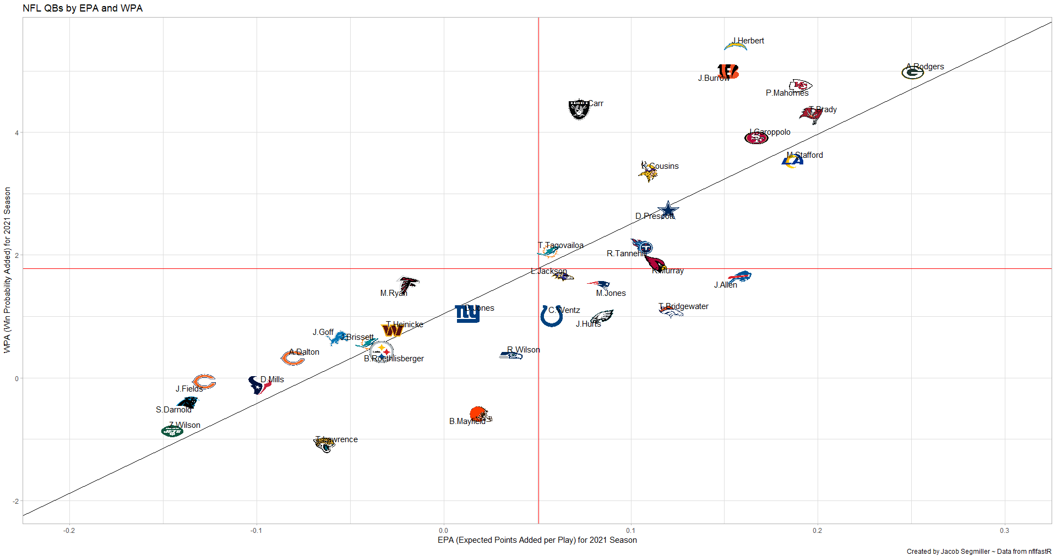 NFL QBs by EPA and WPA
J.Herbert
A.Rodgers
J.Burrow
P.Mahomes
Carr
T.Brady
4
J.Garoppolo
M.Stafford
K.Cousins
D.Prescott
T.Tagovailoa
2
R.Tannehill
L.Jackson
K.Murray
J.Allen
M.Ryan
M.Jones
Jones
C.Wentz
T.Bridgewater
J.Hurts
T.Heinicke
J.Goff
J.Brissett
A.Dalton
B.Roethlisberger
R.Wilson
0
D.Mills
J.Fields
S.Darnold
B.Mayfield
Z.Wilson
T.Lawrence
-2
-0.2
-0.1
0.0
0.1
0.2
0.3
WPA (Win Probability Added) for 2021 Season
EPA (Expected Points Added per Play) for 2021 Season
Created by Jacob Segmiller ~ Data from nflfastR